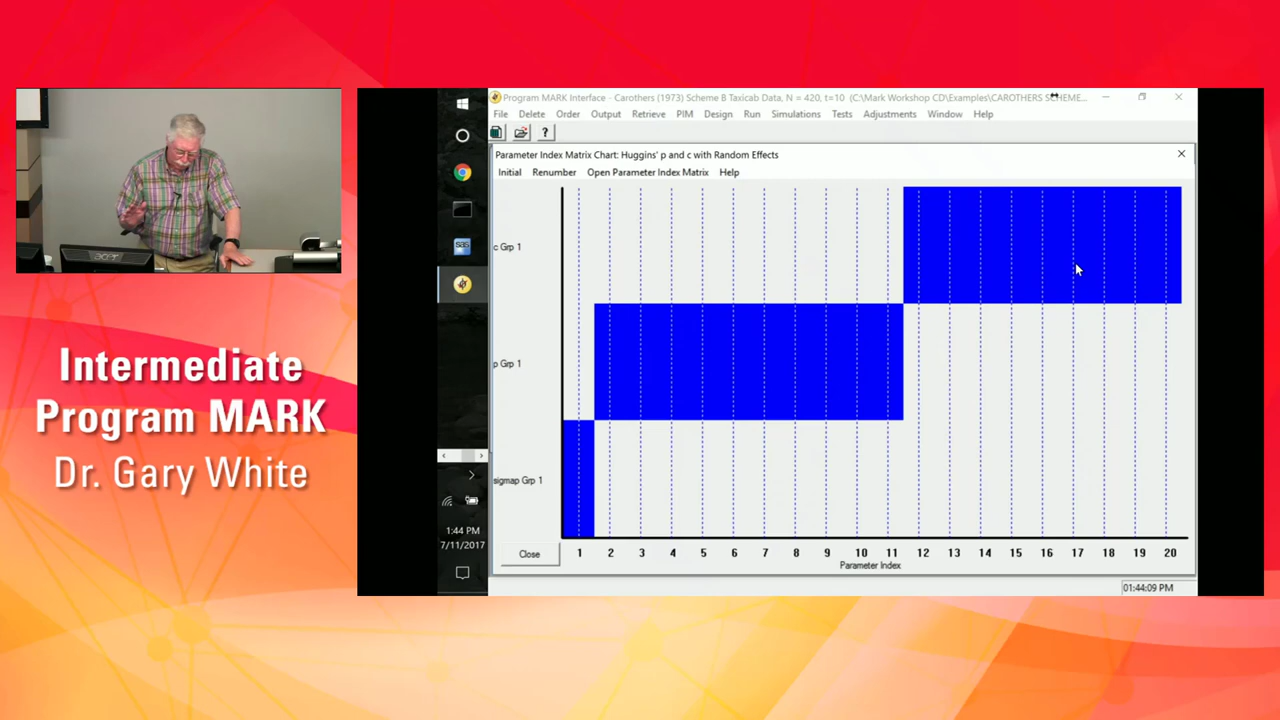 Program MARK Interface - Carothers (1973) Scheme B Taxicab Data, N = 420, t=10 (C:\Mark Workshop CD\Examples\CAROTHERS SCHEME...
File Delete Order Output Retrieve PIM Design Run Simulations Tests Adjustments Window Help
?
Parameter Index Matrix Chart: Huggins' p and c with Random Effects
Initial Renumber Open Parameter Index Matrix Help
c Grp 1
p Grp 1
sigmap Grp 1
1 2 3 4 5 6 7 8 9 10 11 12 13 14 15 16 17 18 19 20
Parameter Index
Close
01:44:09 PM
sas
1:44 PM
7/11/2017
acer
Intermediate
Program MARK
Dr. Gary White